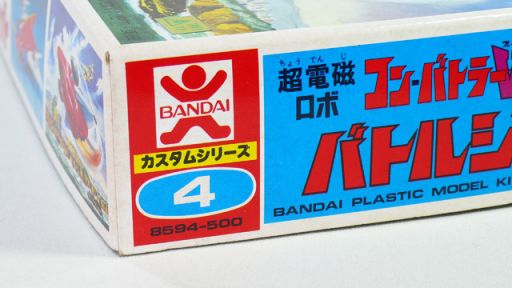 BANDAI
カスタムシリーズ
4
8594-500
ちょう でん じ
超電磁
ロボ
コン・バトラー
バトルジ
BANDAI PLASTIC MODEL KI